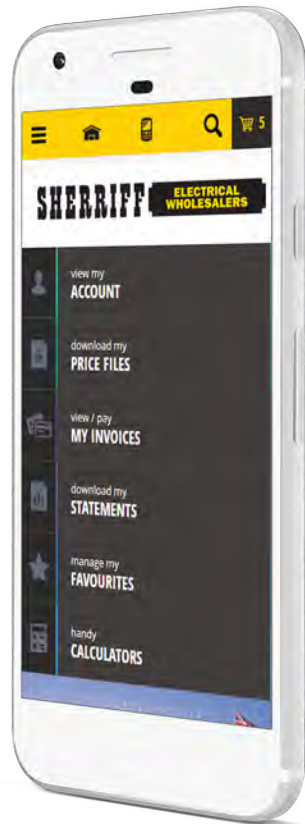 5
SHERRIFF ELECTRICAL WHOLESALERS
view my
ACCOUNT
download my
PRICE FILES
view / pay
MY INVOICES
download my
STATEMENTS
manage my
FAVOURITES
handy
CALCULATORS